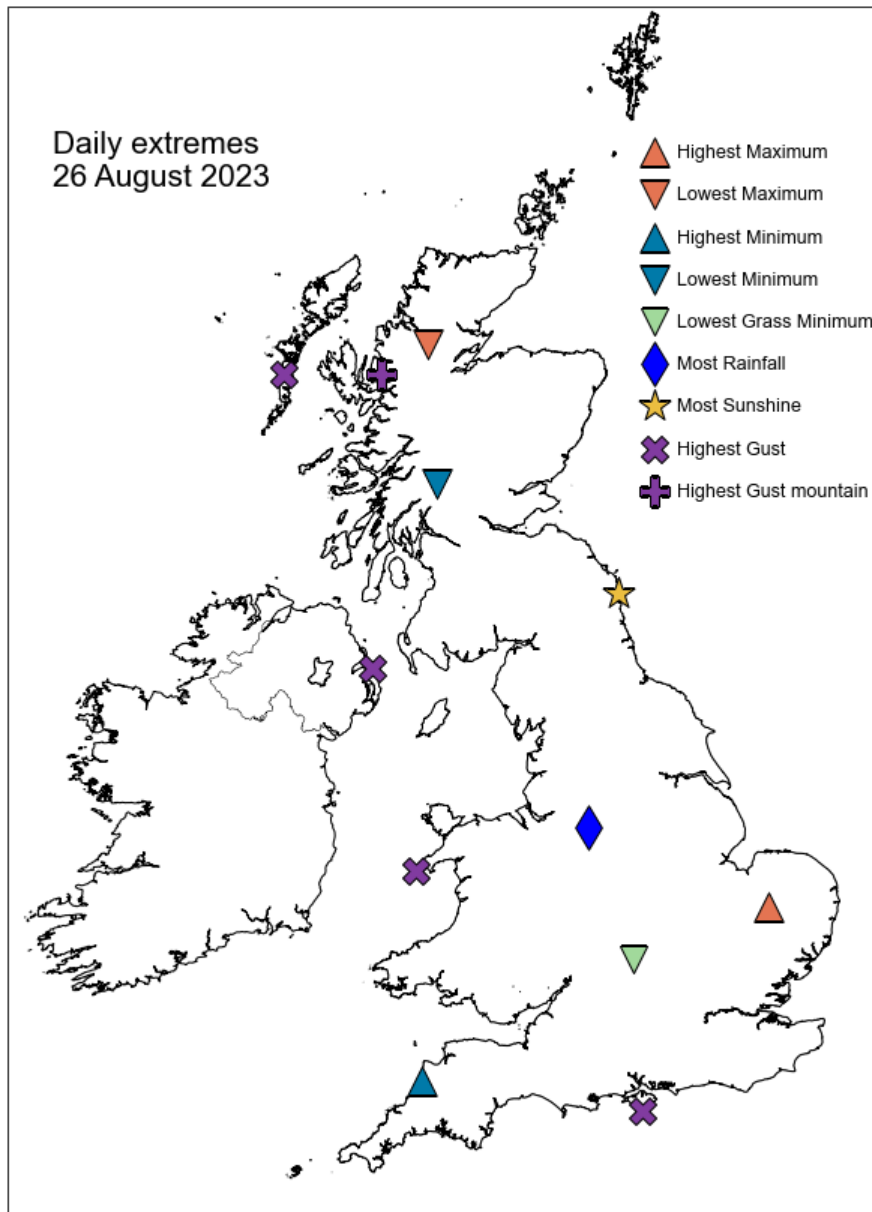 Daily extremes
26 August 2023
Highest Maximum
Lowest Maximum
Highest Minimum
Lowest Minimum
Lowest Grass Minimum
Most Rainfall
Most Sunshine
Highest Gust
Highest Gust mountain